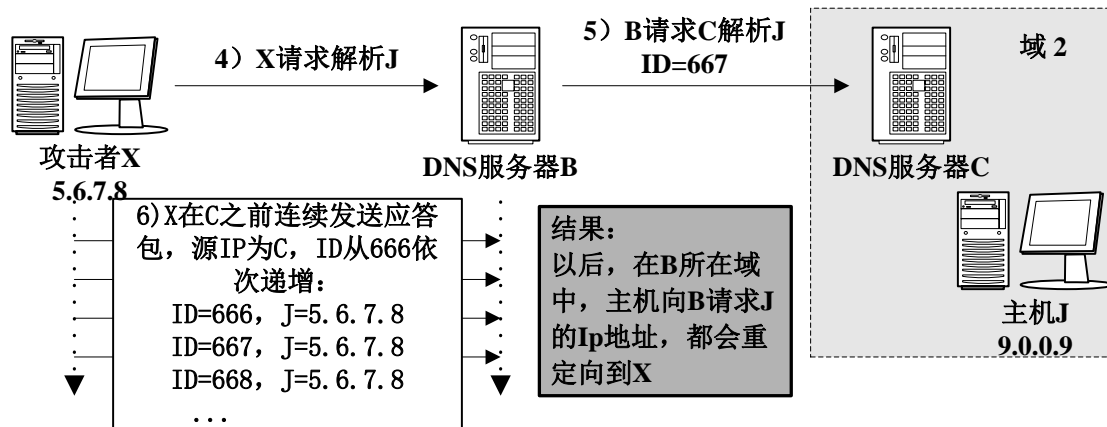 4）X请求解析J
5）B请求C解析J
ID=667
域 2
攻击者X
5.6.7.8
DNS服务器B
DNS服务器C
6)X在C之前连续发送应答
包，源IP为C，ID从666依
次递增：
ID=666，J=5.6.7.8
ID=667，J=5.6.7.8
ID=668，J=5.6.7.8
...
结果：
以后，在B所在域
中，主机向B请求J
的Ip地址，都会重
定向到X
主机J
9.0.0.9